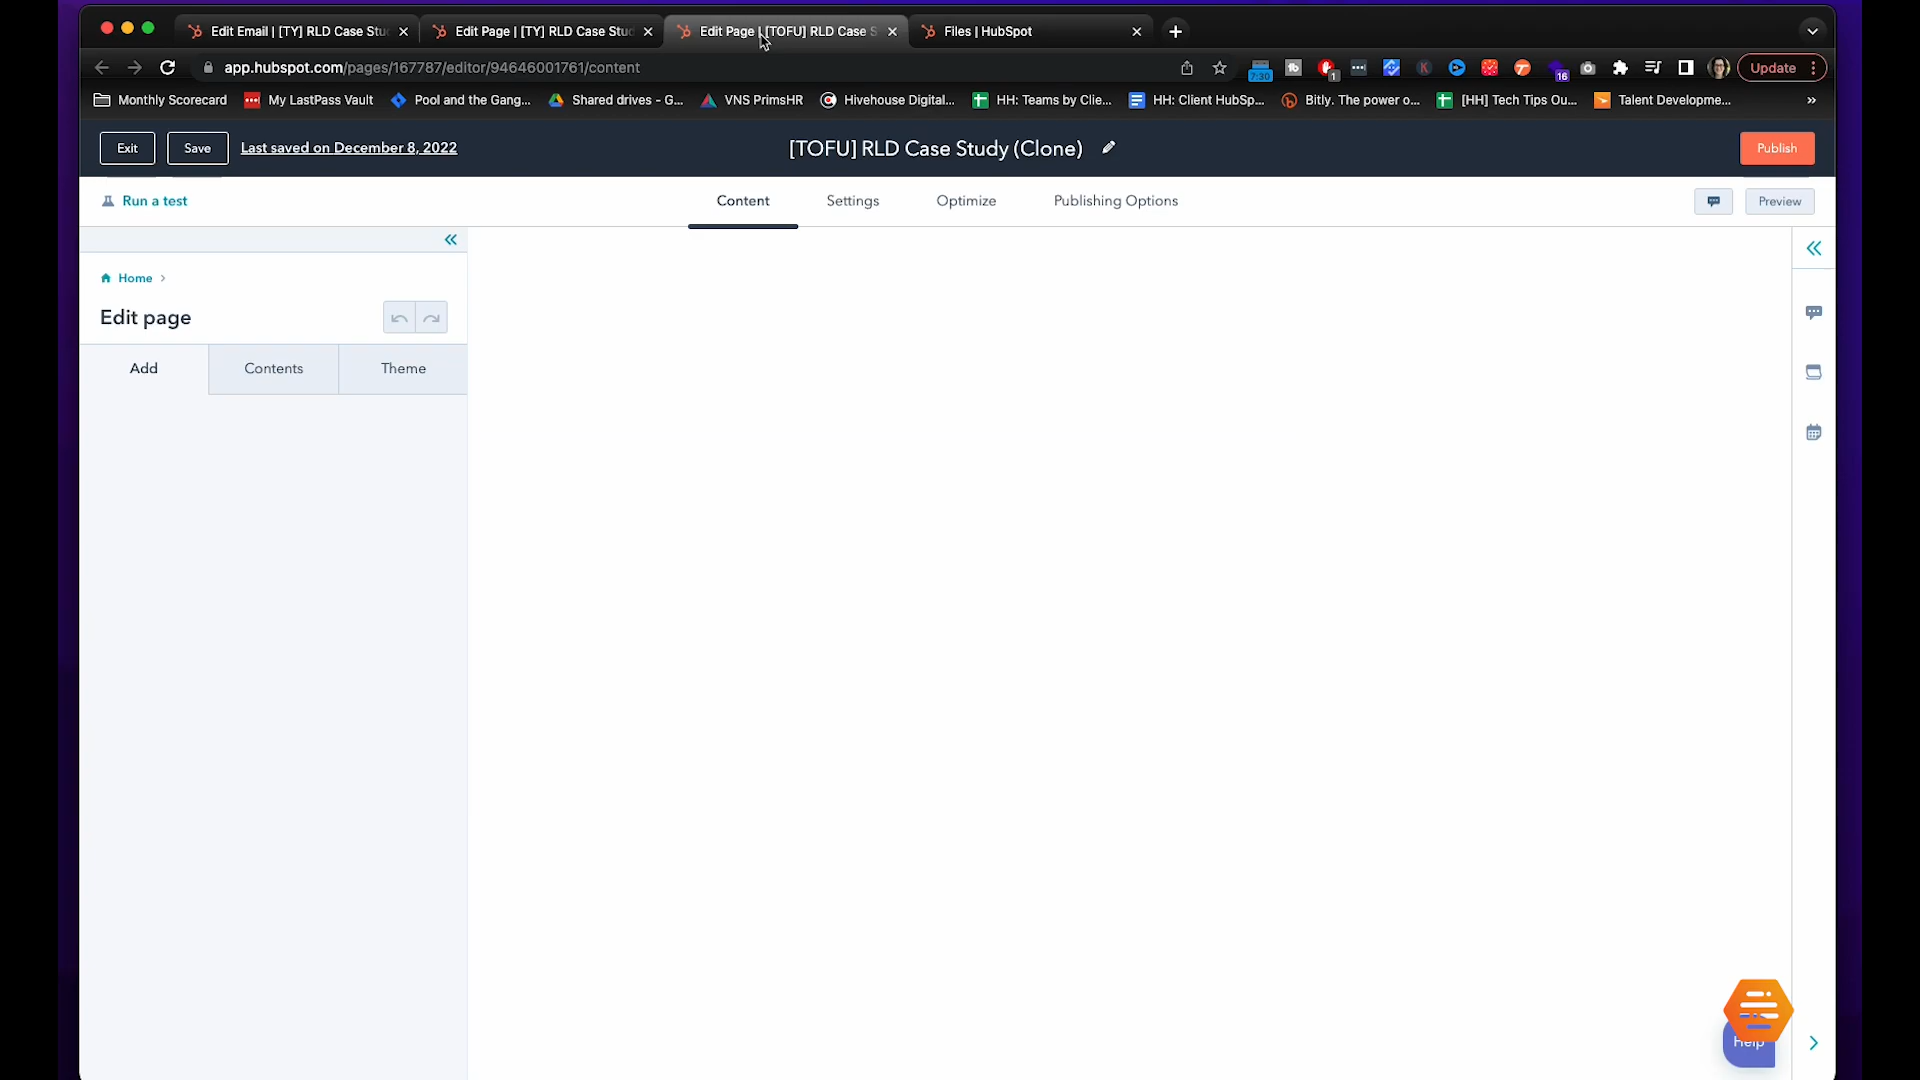 Edit Email | [TY] RLD Case Stu
Edit Page | [TY] RLD Case Stud
Edit Page | [TOFU] RLD Case S
Files | HubSpot
app.hubspot.com/pages/167787/editor/94646001761/content
7:30
1
16
Update
Monthly Scorecard
My LastPass Vault
Pool and the Gang...
Shared drives - G...
VNS PrimsHR
Hivehouse Digital...
HH: Teams by Clie...
HH: Client HubSp...
Bitly. The power o...
[HH] Tech Tips Ou...
Talent Developme...
»
Exit
Save
Last saved on December 8, 2022
[TOFU] RLD Case Study (Clone)
Publish
Run a test
Content
Settings
Optimize
Publishing Options
Preview
Home
Edit page
Add
Contents
Theme
Help